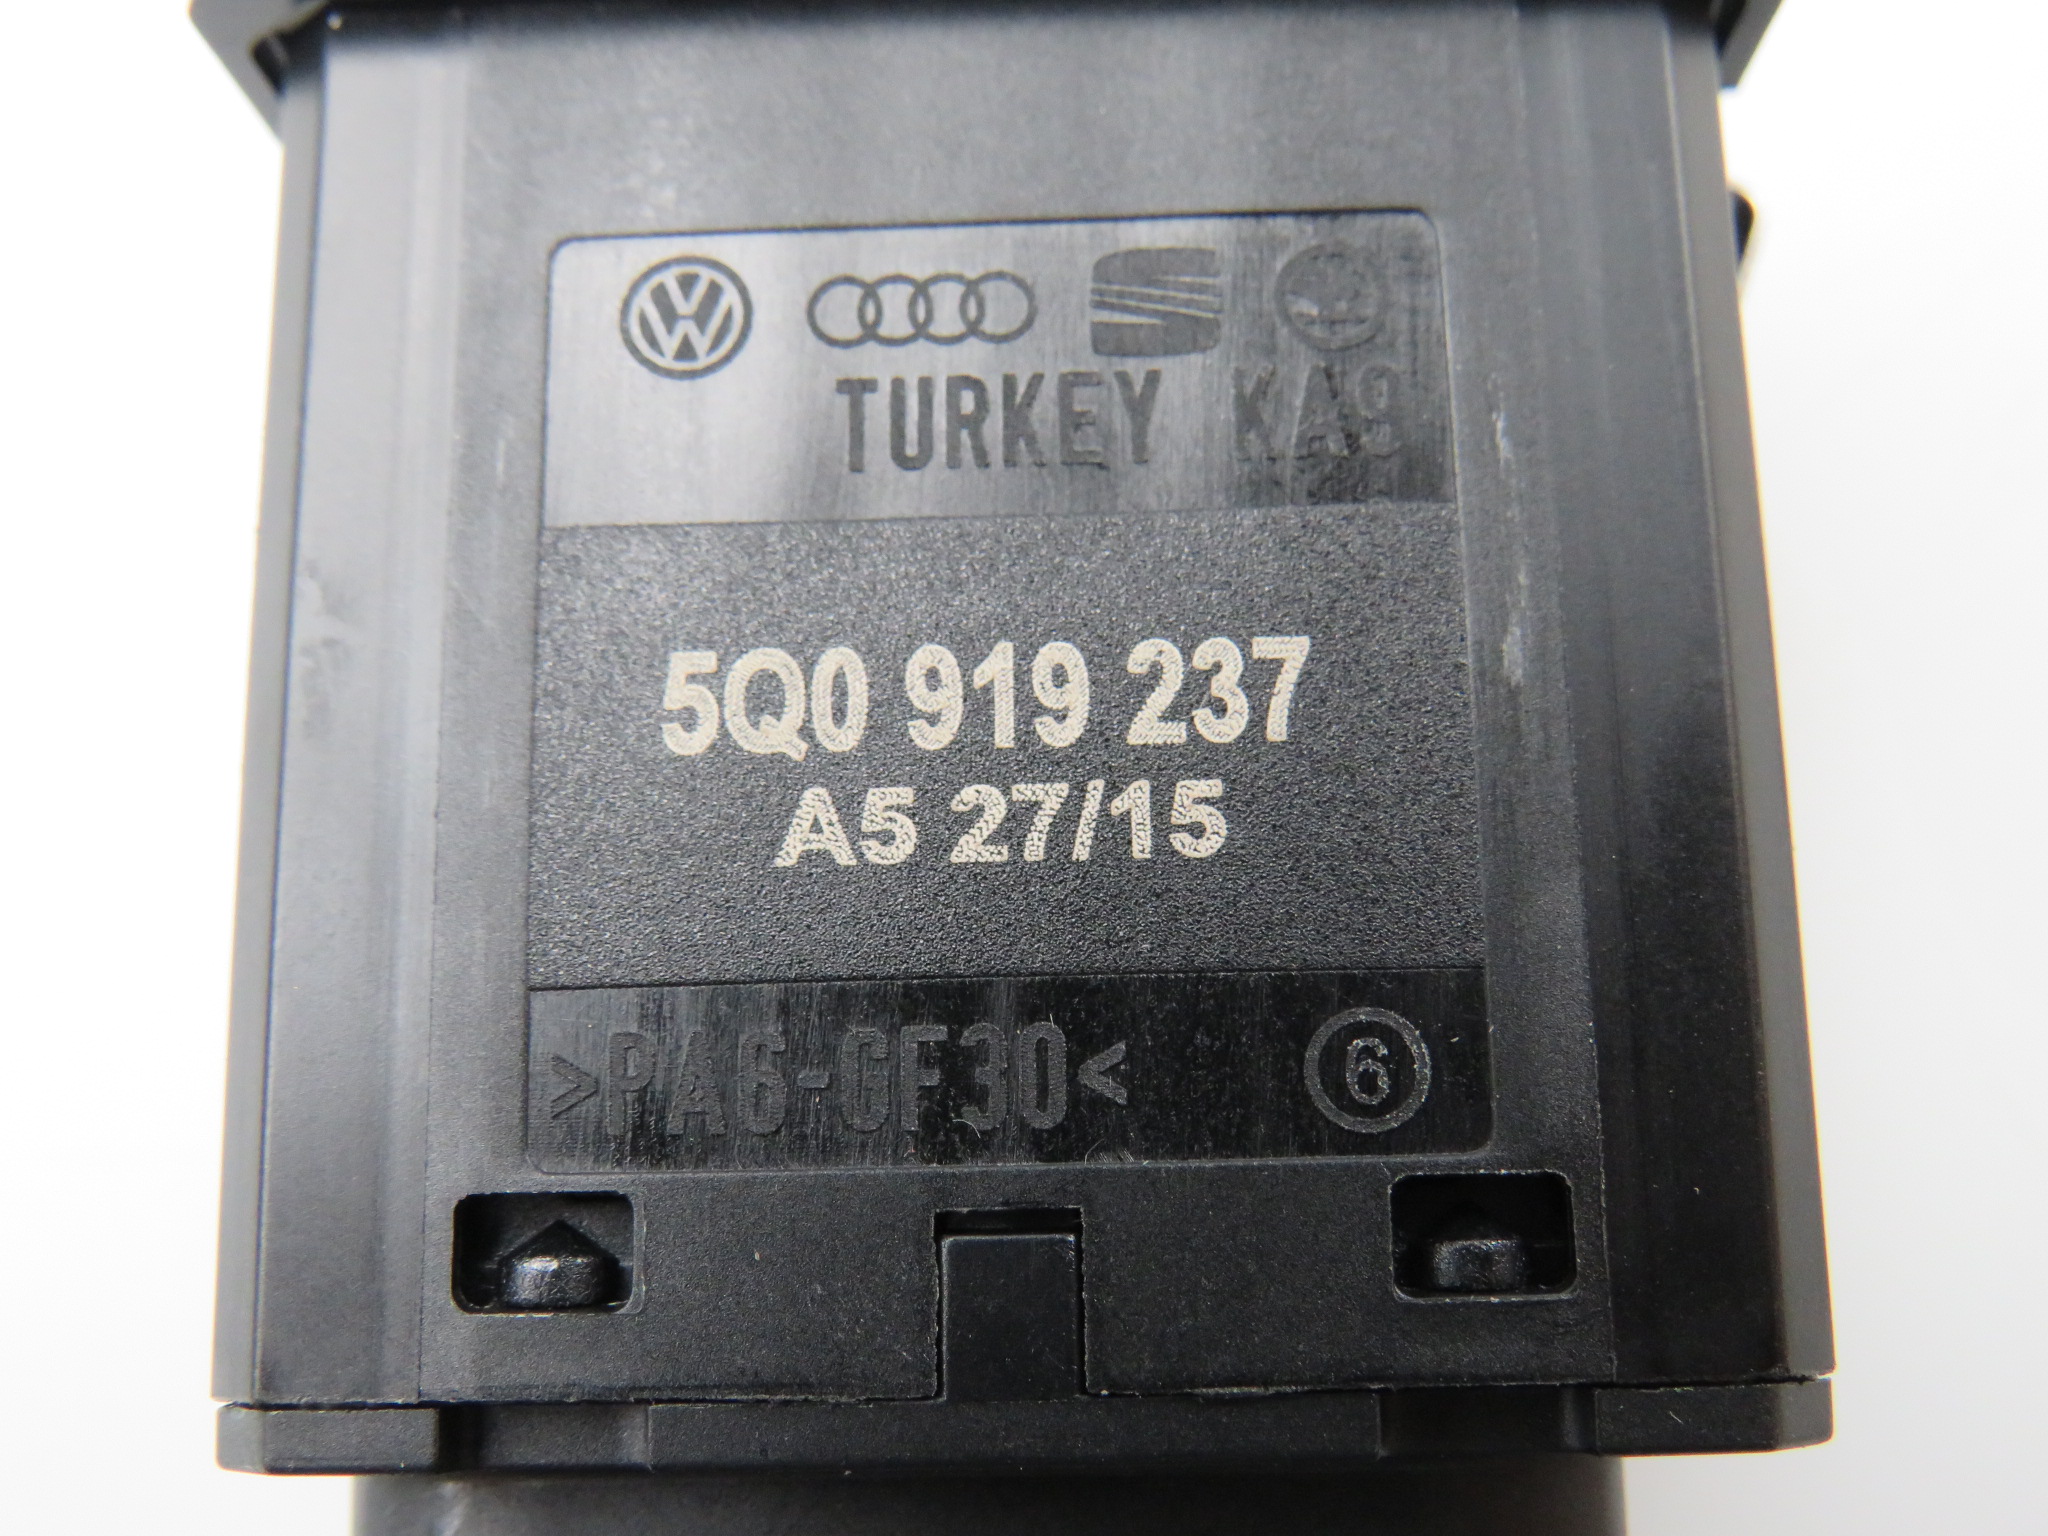 TURKEY KA9
5Q0 919 237
A5 27/15
>PA6-GF30< 6